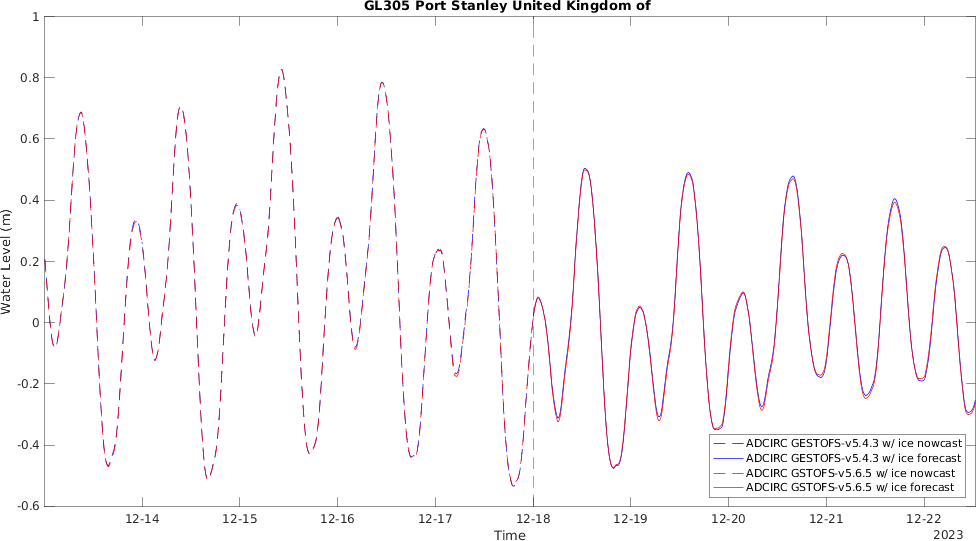 GL305 Port Stanley United Kingdom of
Water Level (m)
1
0.8
0.6
0.4
0.2
0
-0.2
-0.4
-0.6
12-14
12-15
12-16
12-17
12-18
12-19
12-20
12-21
12-22
2023
Time
ADCIRC GESTOFS-v5.4.3 w/ ice nowcast
ADCIRC GESTOFS-v5.4.3 w/ ice forecast
ADCIRC GSTOFS-v5.6.5 w/ ice nowcast
ADCIRC GSTOFS-v5.6.5 w/ ice forecast